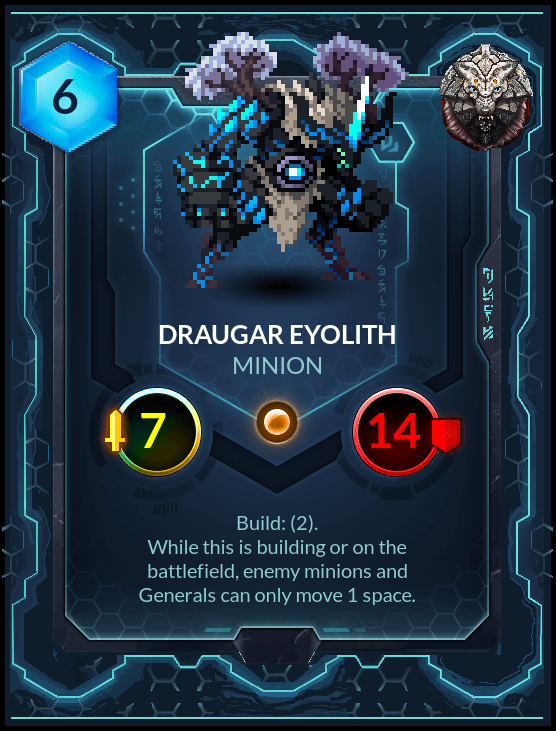 6
DRAUGAR EYOLITH
MINION
7
14
Build: (2).
While this is building or on the
battlefield, enemy minions and
Generals can only move 1 space.